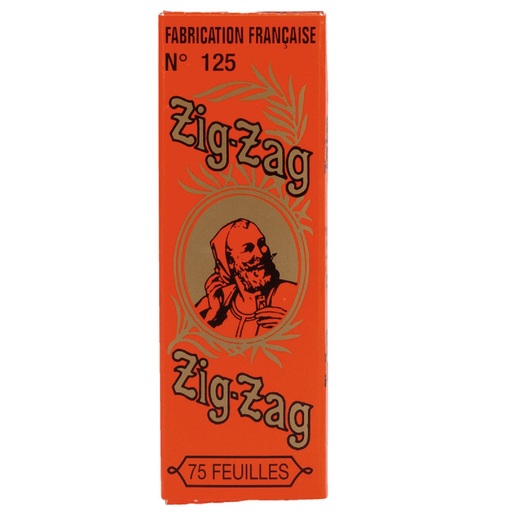 FABRICATION FRANÇAISE
N° 125
Zig-Zag
Zig-Zag
75 FEUILLES